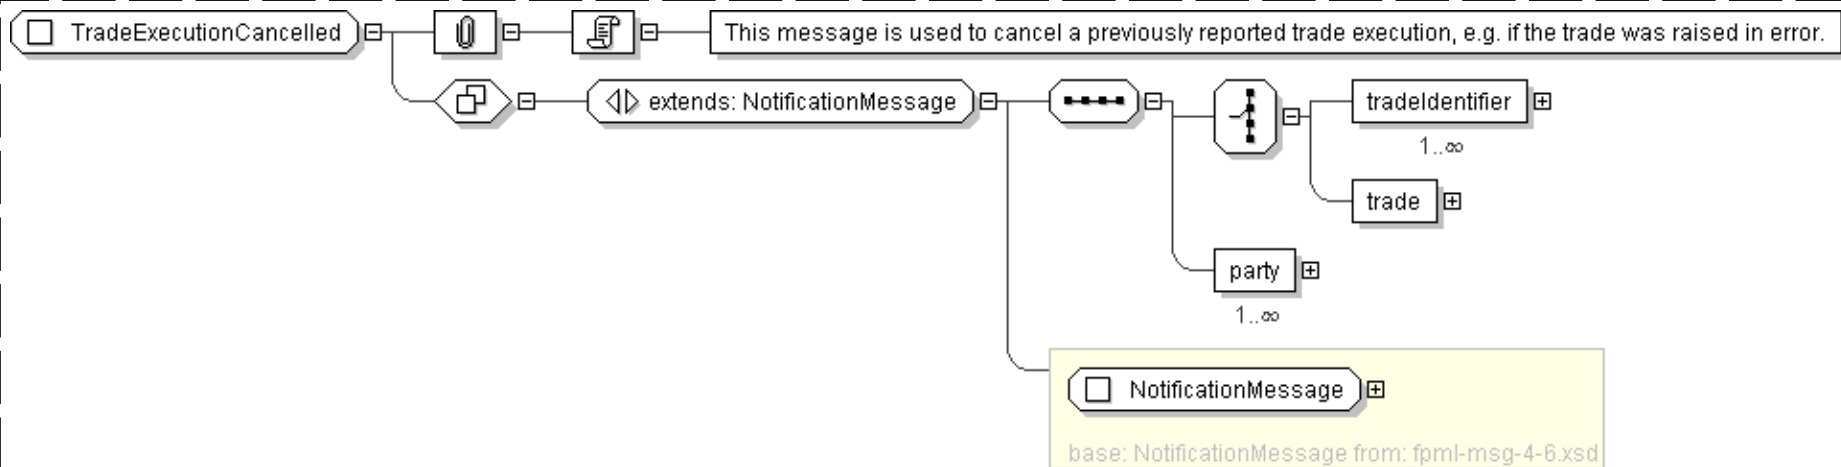 TradeExecutionCancelled
This message is used to cancel a previously reported trade execution, e.g. if the trade was raised in error.
extends: NotificationMessage
tradeIdentifier
1..∞
trade
party
1..∞
NotificationMessage
base: NotificationMessage from: fpml-msg-4-6.xsd